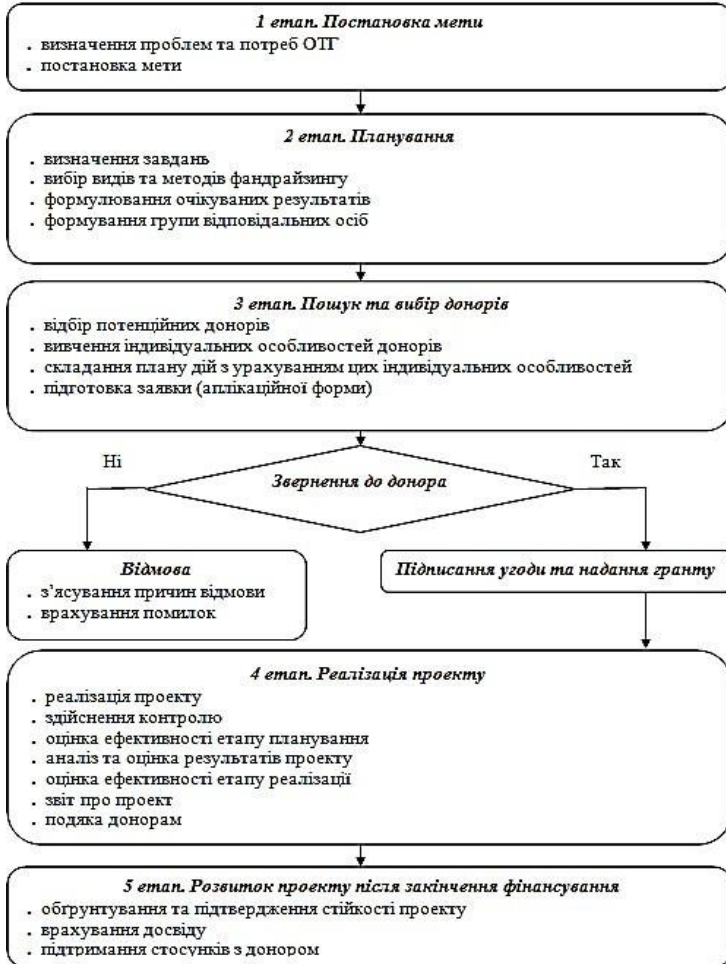 1 етап. Постановка мети
. визначення проблем та потреб ОТГ
. постановка мети
2 етап. Планування
. визначення завдань
. вибір видів та методів фандрайзингу
. формулювання очікуваних результатів
. формування групи відповідальних осіб
3 етап. Пошук та вибір донорів
. відбір потенційних донорів
. вивчення індивідуальних особливостей донорів
. складання плану дій з урахуванням цих індивідуальних особливостей
. підготовка заявки (аплікаційної форми)
Ні
Так
Звернення до донора
Відмова
. з’ясування причин відмови
. врахування помилок
Підписання угоди та надання гранту
4 етап. Реалізація проекту
. реалізація проекту
. здійснення контролю
. оцінка ефективності етапу планування
. аналіз та оцінка результатів проекту
. оцінка ефективності етапу реалізації
. звіт про проект
. подяка донорам
5 етап. Розвиток проекту після закінчення фінансування
. обґрунтування та підтвердження стійкості проекту
. врахування досвіду
. підтримання стосунків з донором